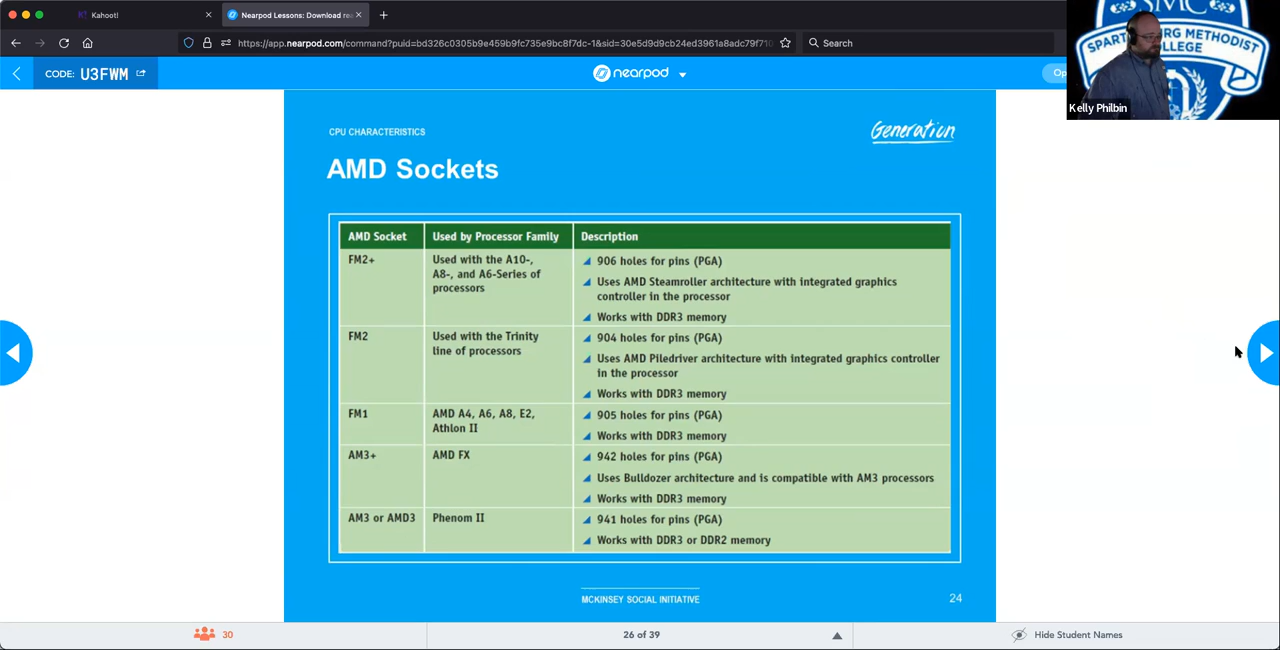 Kahoot!
Nearpod Lessons: Download re
https://app.nearpod.com/command?puid=bd326c0305b9e459b9fc735e9bc8f7dc-1&sid=30e5d9d9cb24ed3961a8adc79f710
Search
CODE: U3FWM
nearpod
Op
SMC
SPARTANBURG METHODIST
COLLEGE
Kelly Philbin
CPU CHARACTERISTICS
Generation
AMD Sockets
AMD Socket Used by Processor Family Description
FM2+
Used with the A10-,
A8-, and A6-Series of
processors
906 holes for pins (PGA)
Uses AMD Steamroller architecture with integrated graphics
controller in the processor
Works with DDR3 memory
FM2
Used with the Trinity
line of processors
904 holes for pins (PGA)
Uses AMD Piledriver architecture with integrated graphics controller
in the processor
Works with DDR3 memory
FM1
AMD A4, A6, A8, E2,
Athlon II
905 holes for pins (PGA)
Works with DDR3 memory
AM3+
AMD FX
942 holes for pins (PGA)
Uses Bulldozer architecture and is compatible with AM3 processors
Works with DDR3 memory
AM3 or AMD3
Phenom II
941 holes for pins (PGA)
Works with DDR3 or DDR2 memory
MCKINSEY SOCIAL INITIATIVE
24
30
26 of 39
Hide Student Names